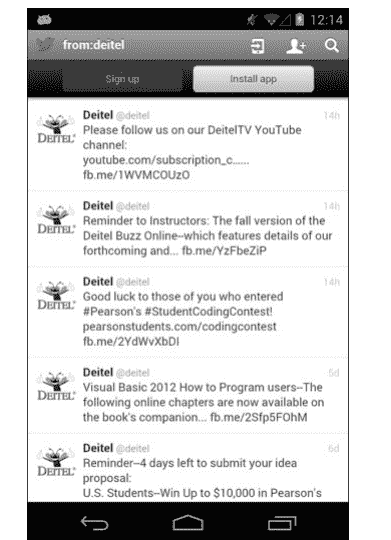 12:14
from:deitel
Sign up
Install app
Deitel @deitel 14h
Please follow us on our DeitelTV YouTube
channel:
youtube.com/subscription_c......
fb.me/1WVMCOUzO
DEITEL
Deitel @deitel 14h
Reminder to Instructors: The fall version of the
Deitel Buzz Online--which features details of our
forthcoming and... fb.me/YzFbeZiP
DEITEL
Deitel @deitel 14h
Good luck to those of you who entered
#Pearson's #StudentCodingContest!
pearsonstudents.com/codingcontest
fb.me/2YdWvXbDI
DEITEL
Deitel @deitel 5d
Visual Basic 2012 How to Program users--The
following online chapters are now available on
the book's companion... fb.me/2Sfp5FOhM
DEITEL
Deitel @deitel 6d
Reminder--4 days left to submit your idea
proposal:
U.S. Students--Win Up to $10,000 in Pearson's
DEITEL